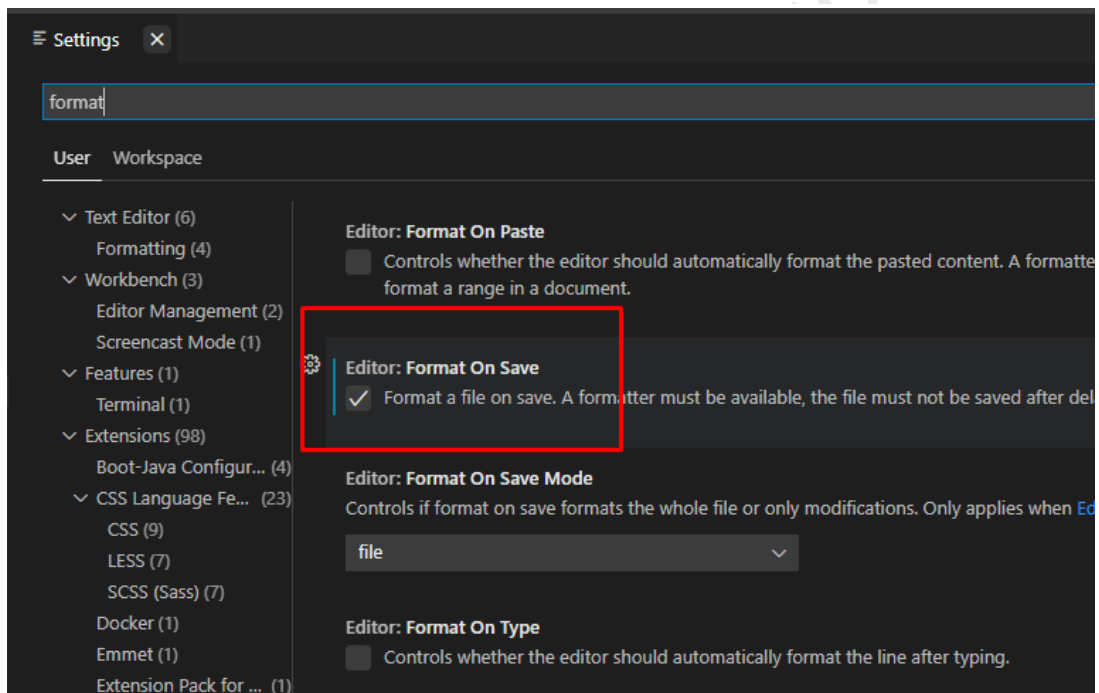 Settings
format
User Workspace
Text Editor (6)
Formatting (4)
Workbench (3)
Editor Management (2)
Screencast Mode (1)
Features (1)
Terminal (1)
Extensions (98)
Boot-Java Configur... (4)
CSS Language Fe... (23)
CSS (9)
LESS (7)
SCSS (Sass) (7)
Docker (1)
Emmet (1)
Extension Pack for ... (1)
Editor: Format On Paste
Controls whether the editor should automatically format the pasted content. A formatte
format a range in a document.
Editor: Format On Save
Format a file on save. A formatter must be available, the file must not be saved after del
Editor: Format On Save Mode
Controls if format on save formats the whole file or only modifications. Only applies when Ed
file
Editor: Format On Type
Controls whether the editor should automatically format the line after typing.